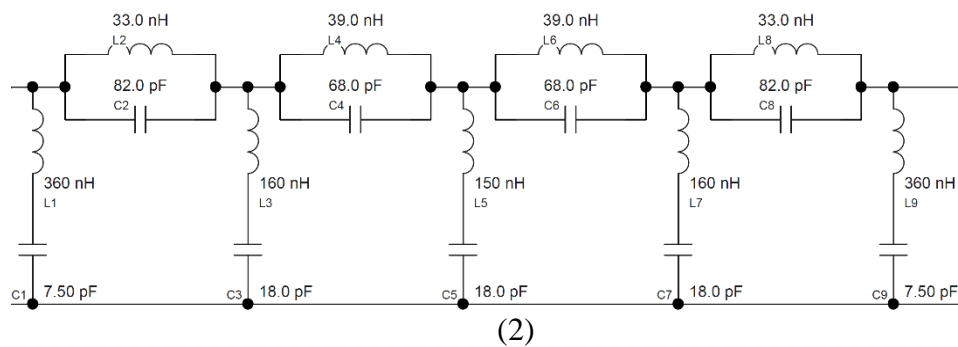 33.0 nH 39.0 nH 39.0 nH 33.0 nH
L2 L4 L6 L8
82.0 pF 68.0 pF 68.0 pF 82.0 pF
C2 C4 C6 C8
360 nH 160 nH 150 nH 160 nH 360 nH
L1 L3 L5 L7 L9
C1 7.50 pF C3 18.0 pF C5 18.0 pF C7 18.0 pF C9 7.50 pF
(2)